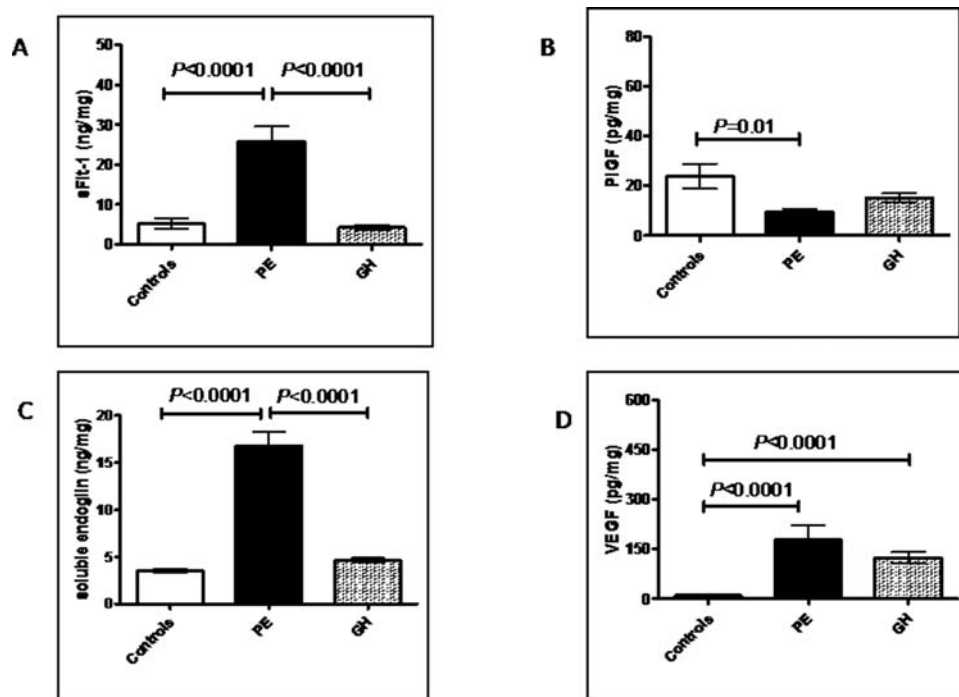 A
sFlt-1 (ng/mg)
50
40
30
20
10
0
P<0.0001
P<0.0001
Controls
PE
GH
B
PlGF (pg/mg)
80
60
40
20
0
P=0.01
Controls
PE
GH
C
soluble endoglin (ng/mg)
20
15
10
5
0
P<0.0001
P<0.0001
Controls
PE
GH
D
VEGF (pg/mg)
600
450
300
150
0
P<0.0001
P<0.0001
Controls
PE
GH